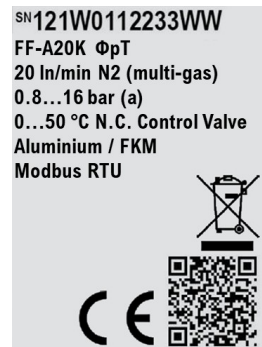 SN121W0112233WW
FF-A20K ΦpT
20 ln/min N2 (multi-gas)
0.8...16 bar (a)
0...50 °C N.C. Control Valve
Aluminium / FKM
Modbus RTU
CE